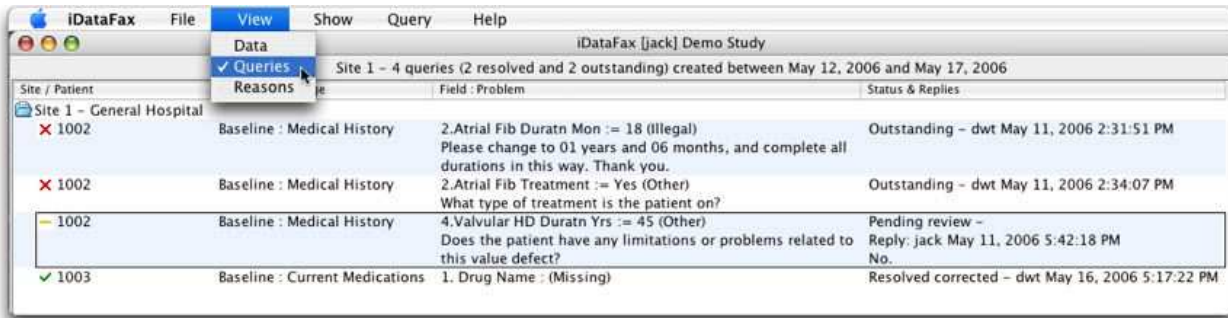 iDataFax File View Show Query Help
iDataFax [jack] Demo Study
Data
✓ Queries
Reasons
Site 1 - 4 queries (2 resolved and 2 outstanding) created between May 12, 2006 and May 17, 2006
Site / Patient Field : Problem Status & Replies
Site 1 - General Hospital
1002 Baseline : Medical History 2.Atrial Fib Duratn Mon := 18 (Illegal) Outstanding - dwt May 11, 2006 2:31:51 PM
Please change to 01 years and 06 months, and complete all
durations in this way. Thank you.
1002 Baseline : Medical History 2.Atrial Fib Treatment := Yes (Other) Outstanding - dwt May 11, 2006 2:34:07 PM
What type of treatment is the patient on?
1002 Baseline : Medical History 4.Valvular HD Duratn Yrs := 45 (Other) Pending review -
Does the patient have any limitations or problems related to Reply: jack May 11, 2006 5:42:18 PM
this value defect? No.
1003 Baseline : Current Medications 1. Drug Name : (Missing) Resolved corrected - dwt May 16, 2006 5:17:22 PM